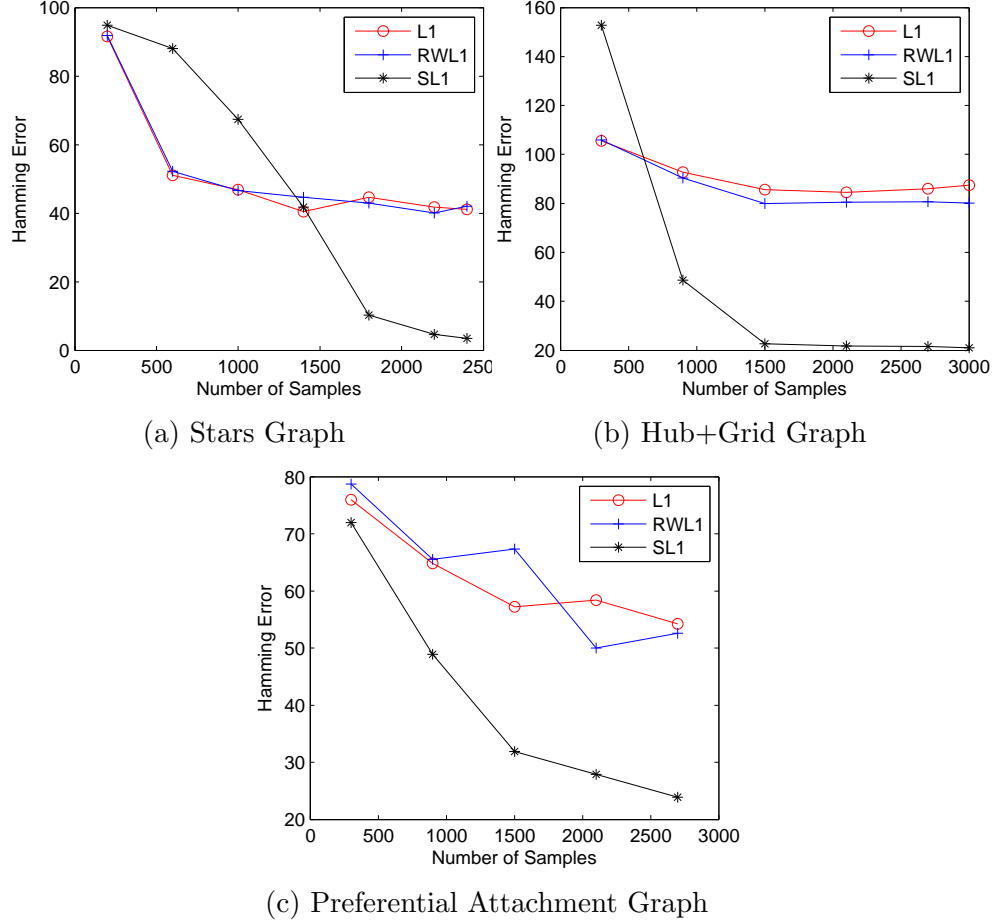 100
80
60
40
20
0
Hamming Error
0 500 1000 1500 2000 250
Number of Samples
L1
RWL1
SL1
(a) Stars Graph
160
140
120
100
80
60
40
20
Hamming Error
0 500 1000 1500 2000 2500 3000
Number of Samples
L1
RWL1
SL1
(b) Hub+Grid Graph
80
70
60
50
40
30
20
Hamming Error
0 500 1000 1500 2000 2500 3000
Number of Samples
L1
RWL1
SL1
(c) Preferential Attachment Graph